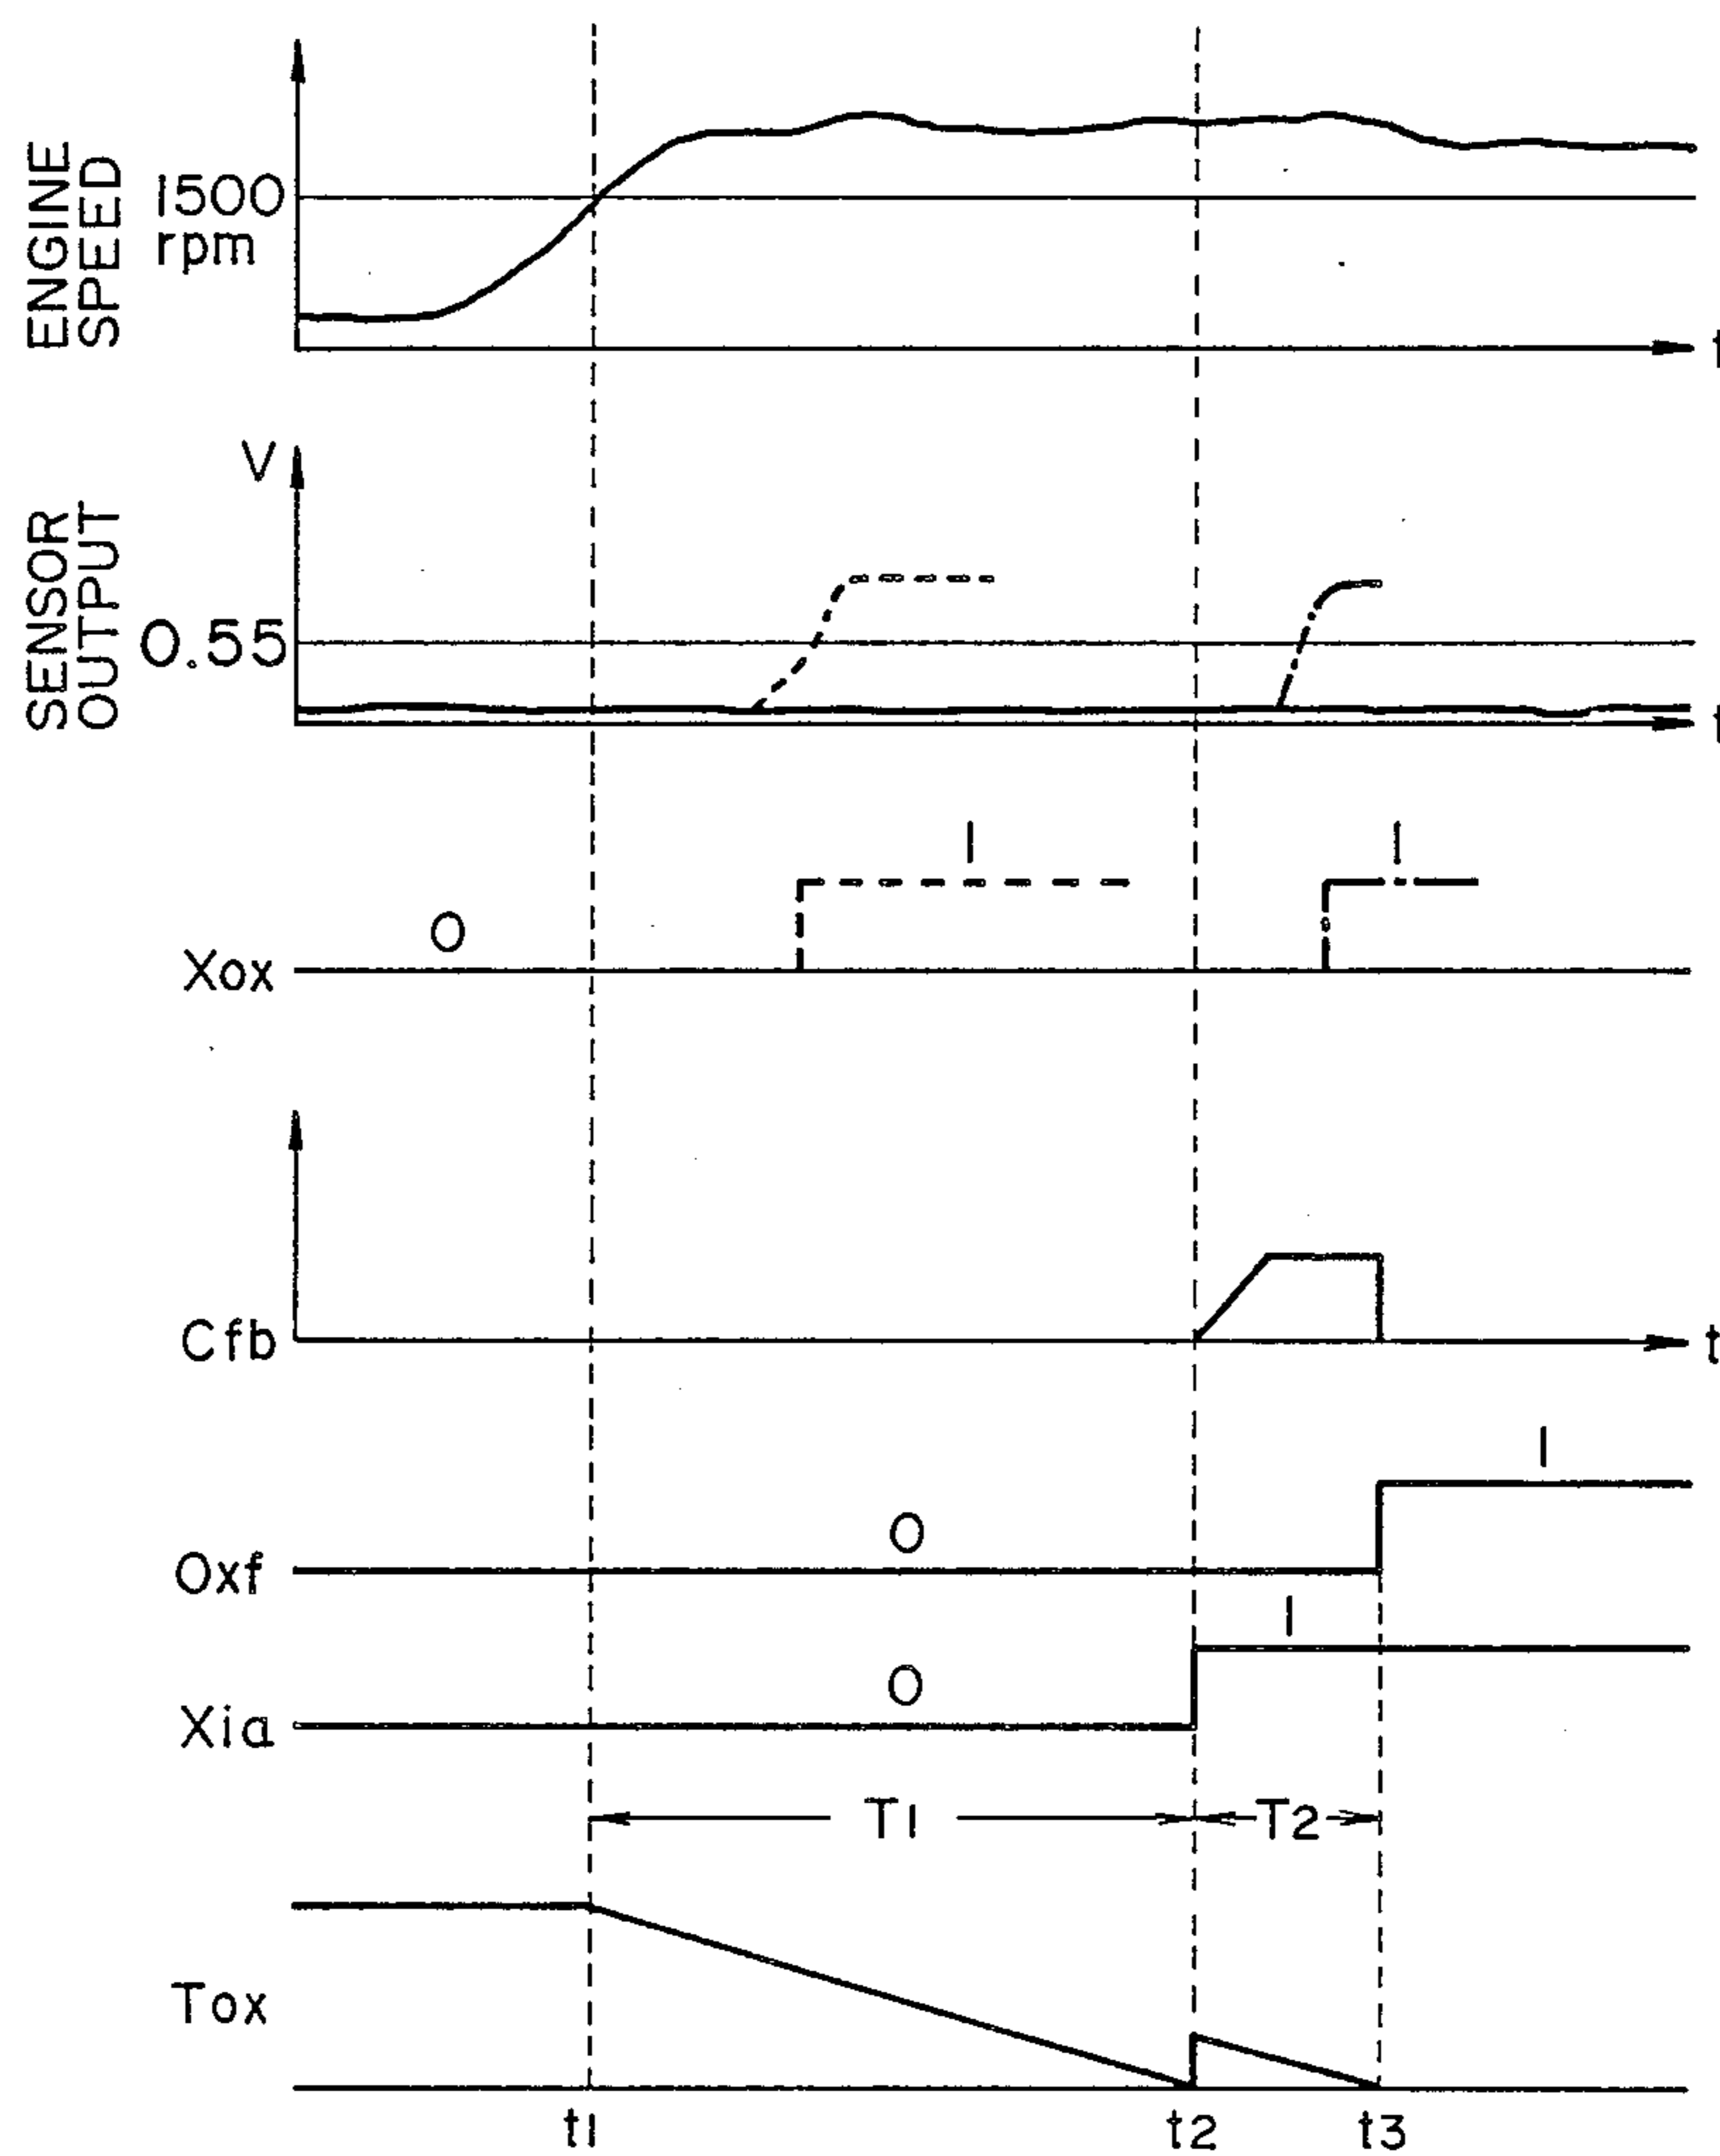 ENGINE
SPEED
1500
rpm
t
V
SENSOR
OUTPUT
0.55
t
1
1
0
Xox
Cfb
t
1
0
Oxf
1
0
Xia
T1
T2
Tox
t1
t2
t3